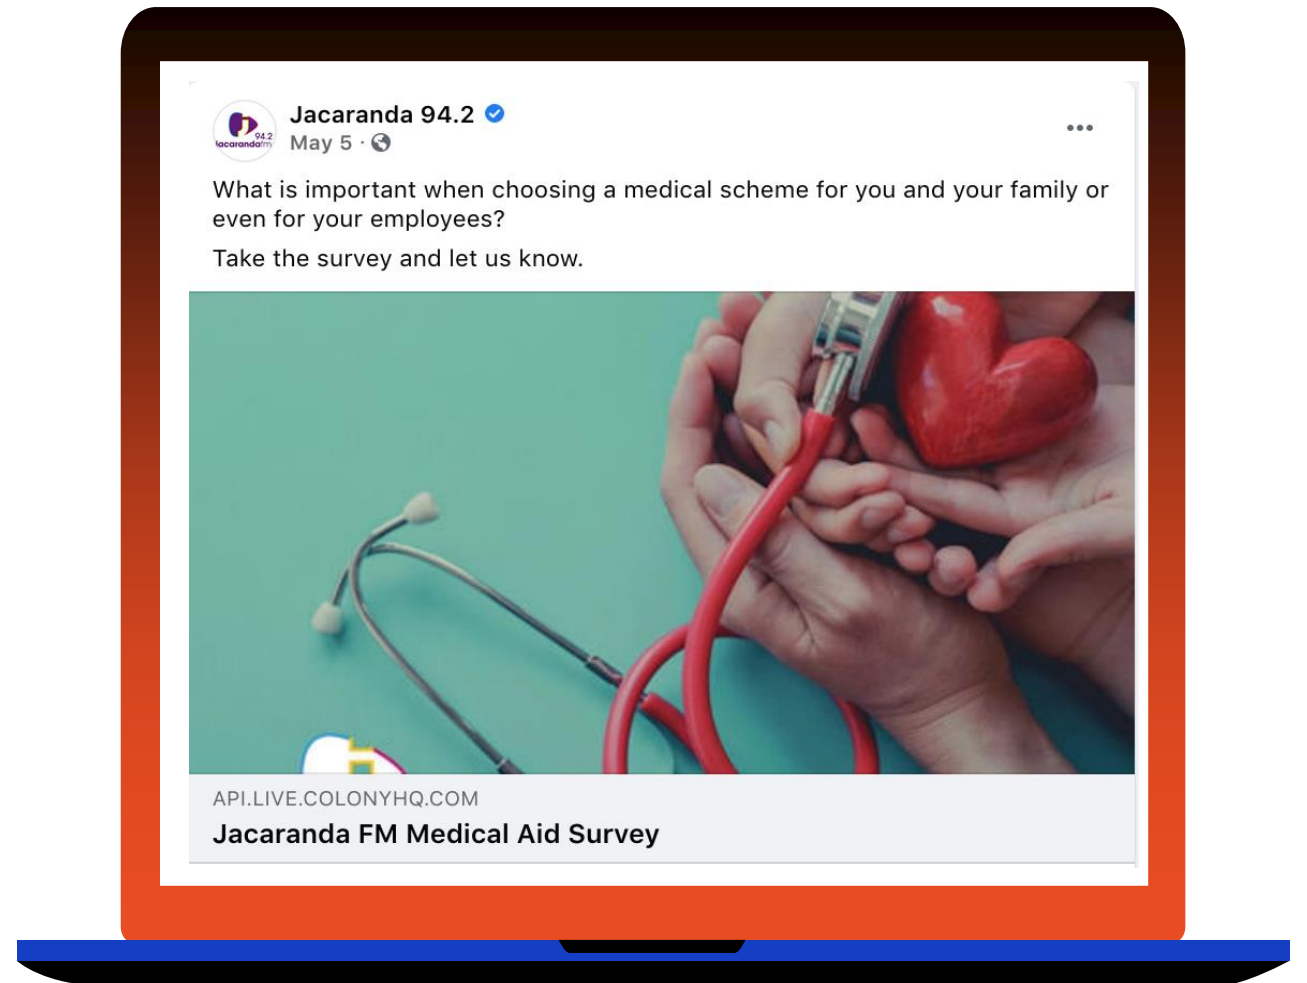 Jacaranda 94.2
May 5 ·
94.2
jacarandafm
What is important when choosing a medical scheme for you and your family or
even for your employees?
Take the survey and let us know.
API.LIVE.COLONYHQ.COM
Jacaranda FM Medical Aid Survey